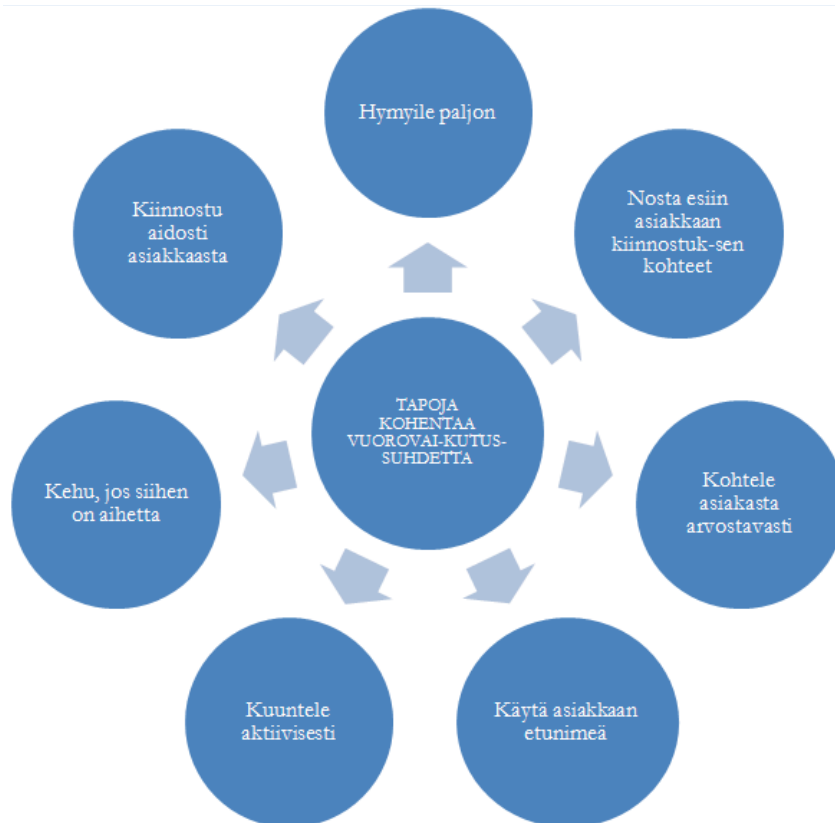 Hymyile paljon
Nosta esiin
asiakkaan
kiinnostuk-sen
kohteet
Kohtele
asiakasta
arvostavasti
Käytä asiakkaan
etunimeä
Kuuntele
aktiivisesti
Kehu, jos siihen
on aihetta
Kiinnostu
aidosti
asiakkaasta
TAPOJA
KOHENTAA
VUOROVAI-KUTUS-
SUHDETTA